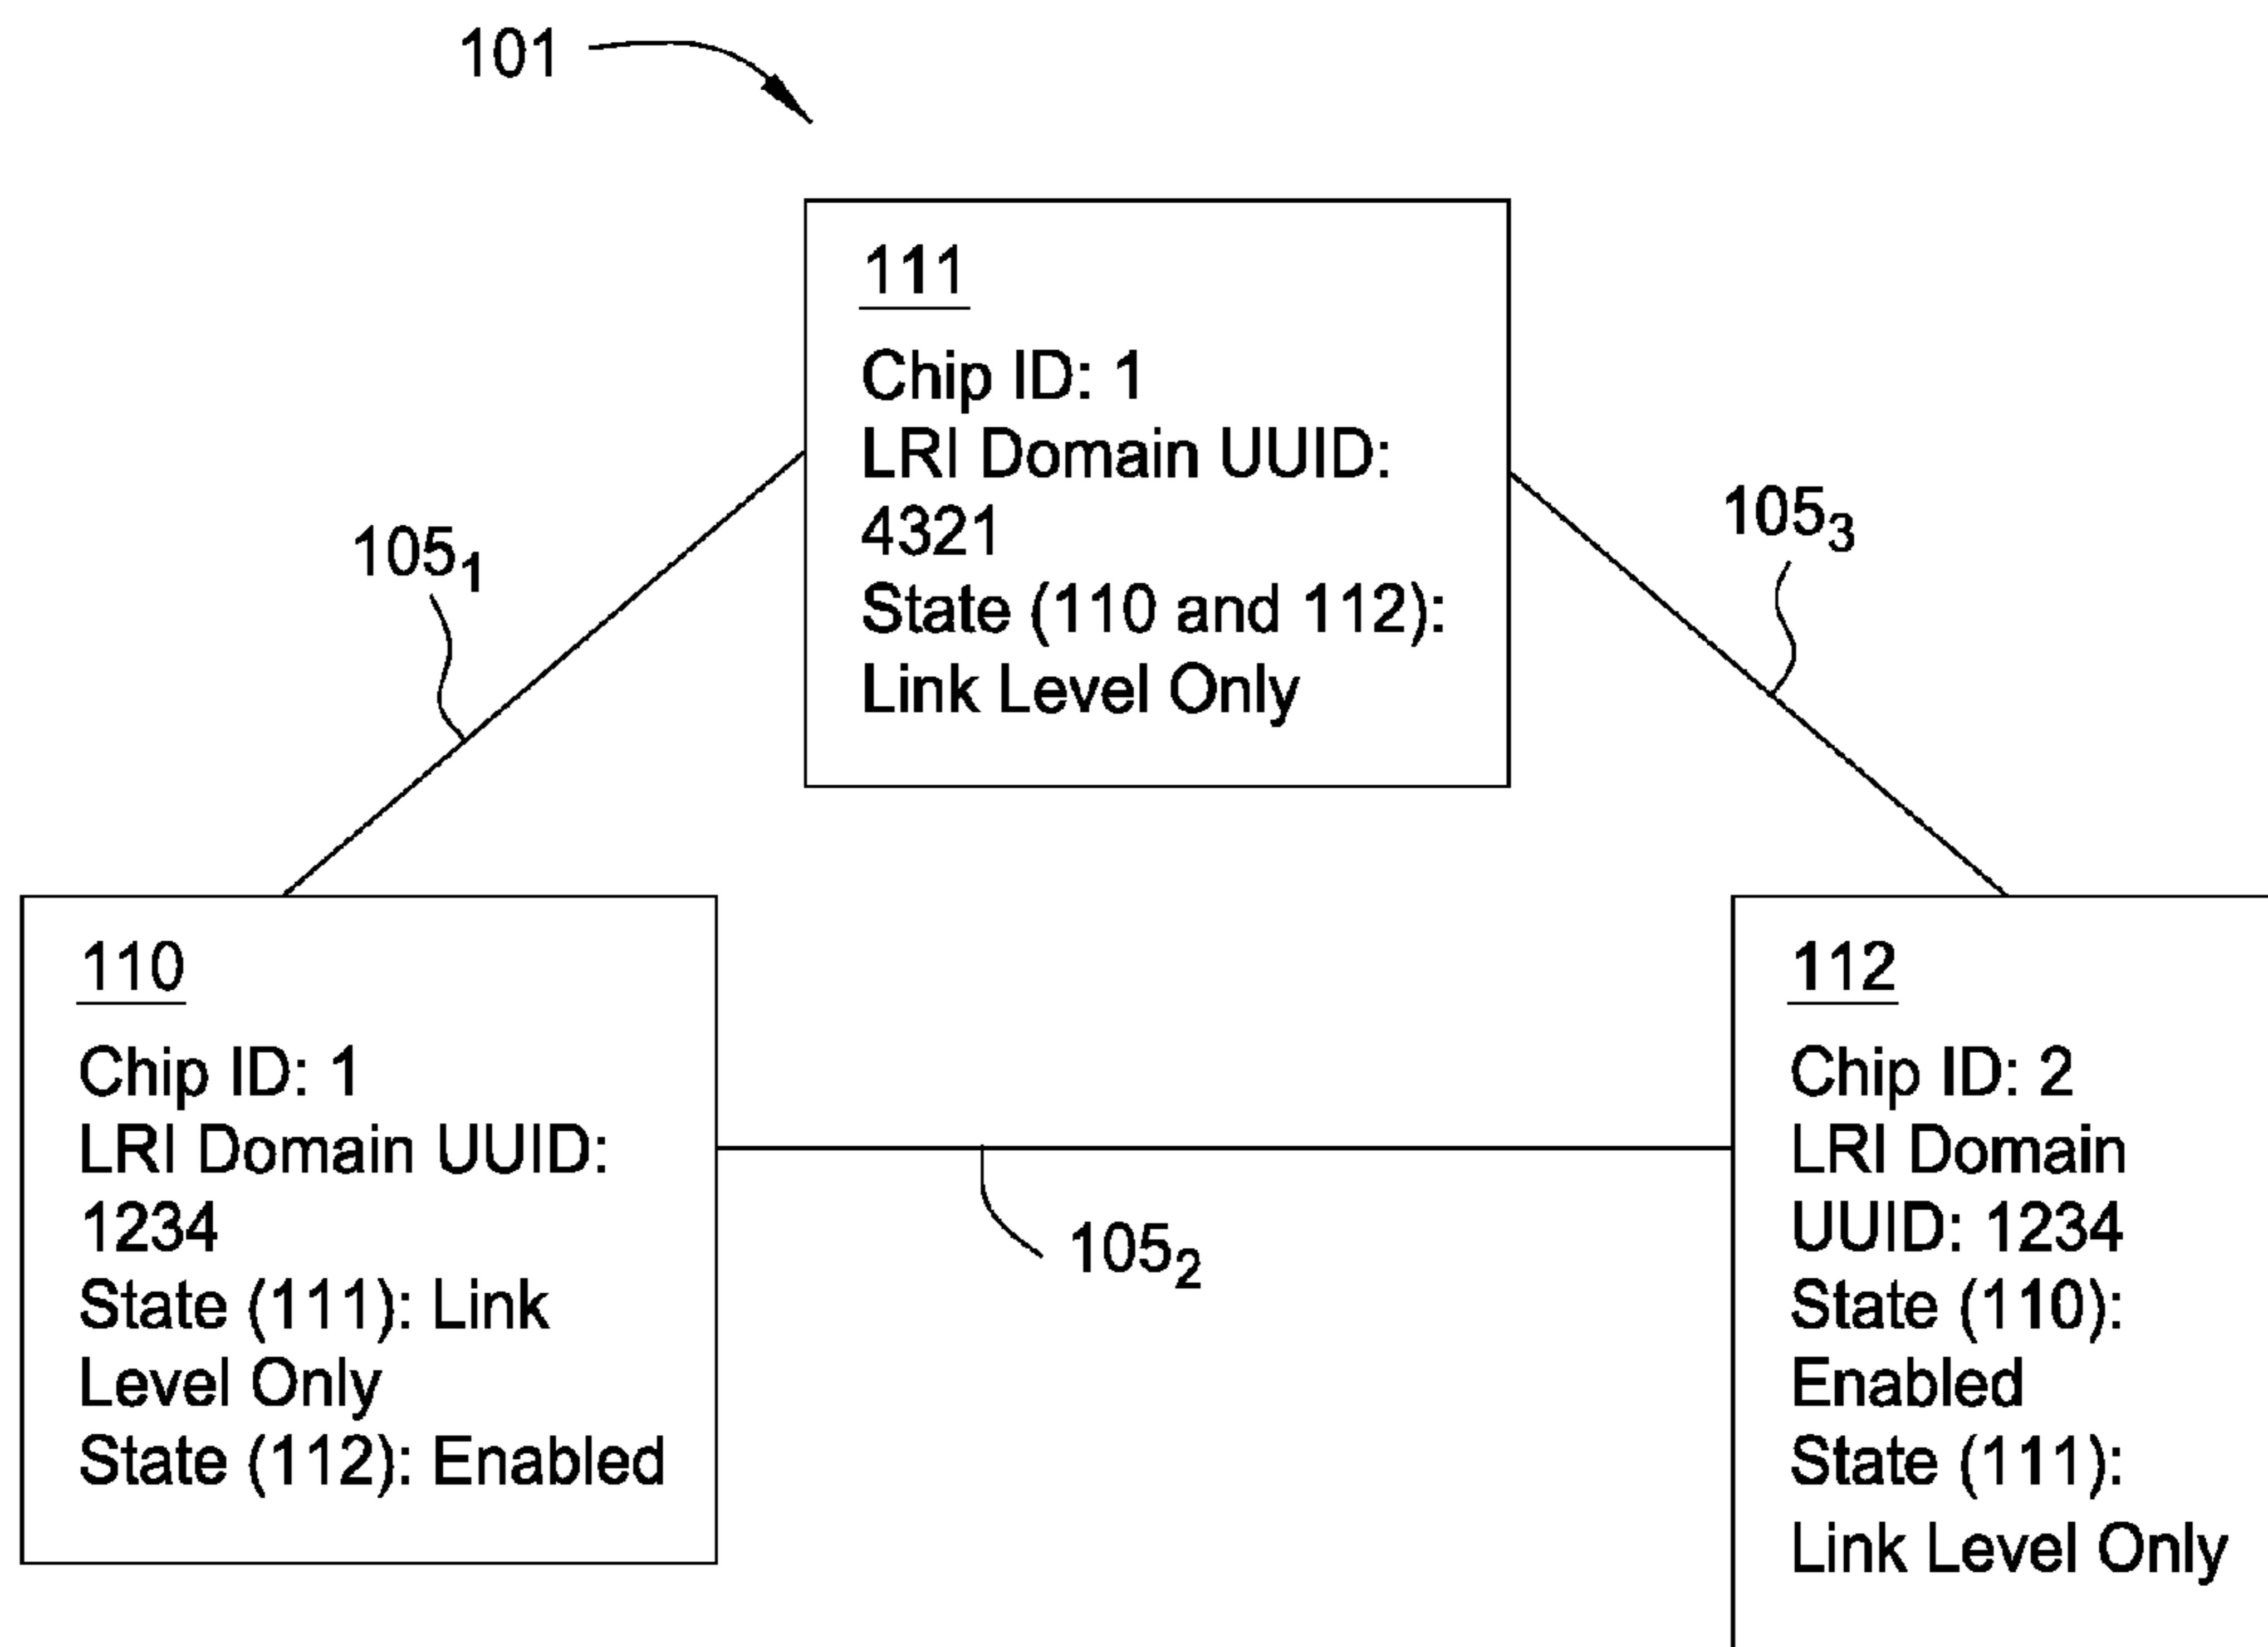 101
111
Chip ID: 1
LRI Domain UUID:
4321
State (110 and 112):
Link Level Only
105₁
105₃
110
Chip ID: 1
LRI Domain UUID:
1234
State (111): Link
Level Only
State (112): Enabled
105₂
112
Chip ID: 2
LRI Domain
UUID: 1234
State (110):
Enabled
State (111):
Link Level Only